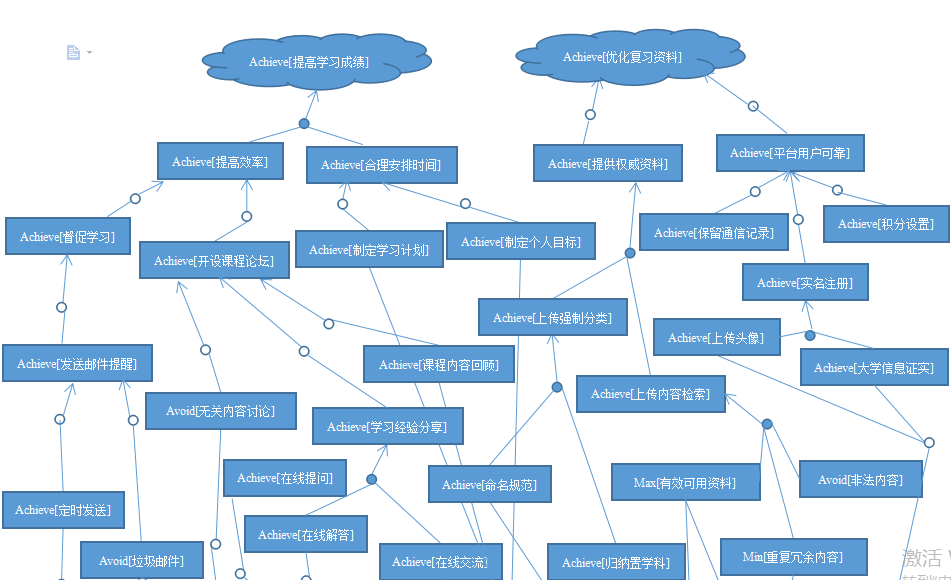 Achieve[提高学习成绩]
Achieve[优化复习资料]
Achieve[提高效率]
Achieve[合理安排时间]
Achieve[提供权威资料]
Achieve[平台用户可靠]
Achieve[督促学习]
Achieve[开设课程论坛]
Achieve[制定学习计划]
Achieve[制定个人目标]
Achieve[保留通信记录]
Achieve[积分设置]
Achieve[实名注册]
Achieve[上传强制分类]
Achieve[上传头像]
Achieve[发送邮件提醒]
Achieve[课程内容回顾]
Achieve[大学信息证实]
Achieve[上传内容检索]
Avoid[无关内容讨论]
Achieve[学习经验分享]
Achieve[在线提问]
Achieve[命名规范]
Max[有效可用资料]
Avoid[非法内容]
Achieve[定时发送]
Achieve[在线解答]
Avoid[垃圾邮件]
Achieve[在线交流]
Achieve[归纳置学科]
Min[重复冗余内容]
激活